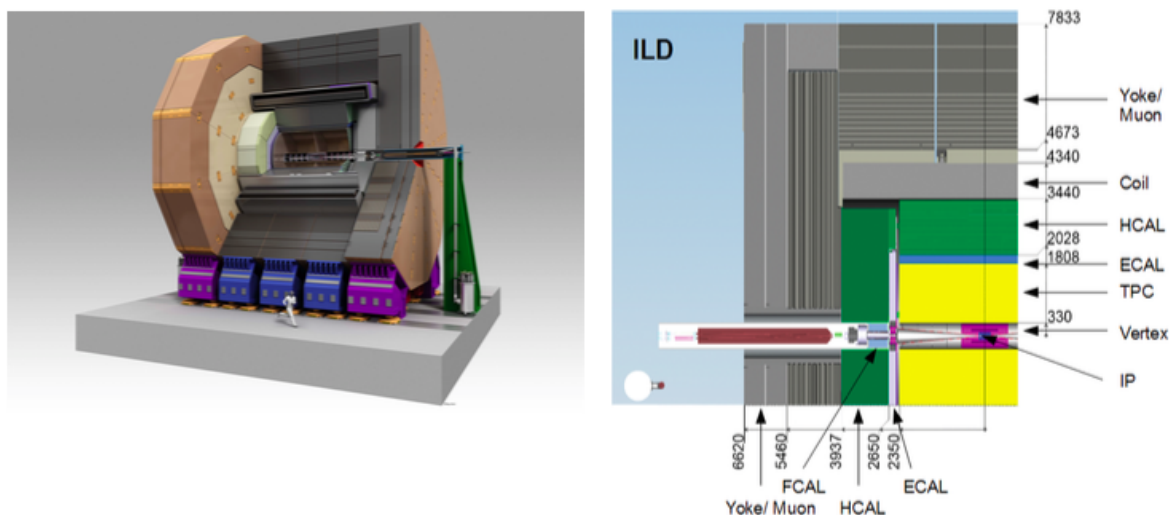 ILD
7833
Yoke/
Muon
4673
4340
Coil
3440
HCAL
2028
ECAL
1808
TPC
330
Vertex
IP
6620
5460
3937
2650
2350
FCAL
ECAL
Yoke/ Muon
HCAL